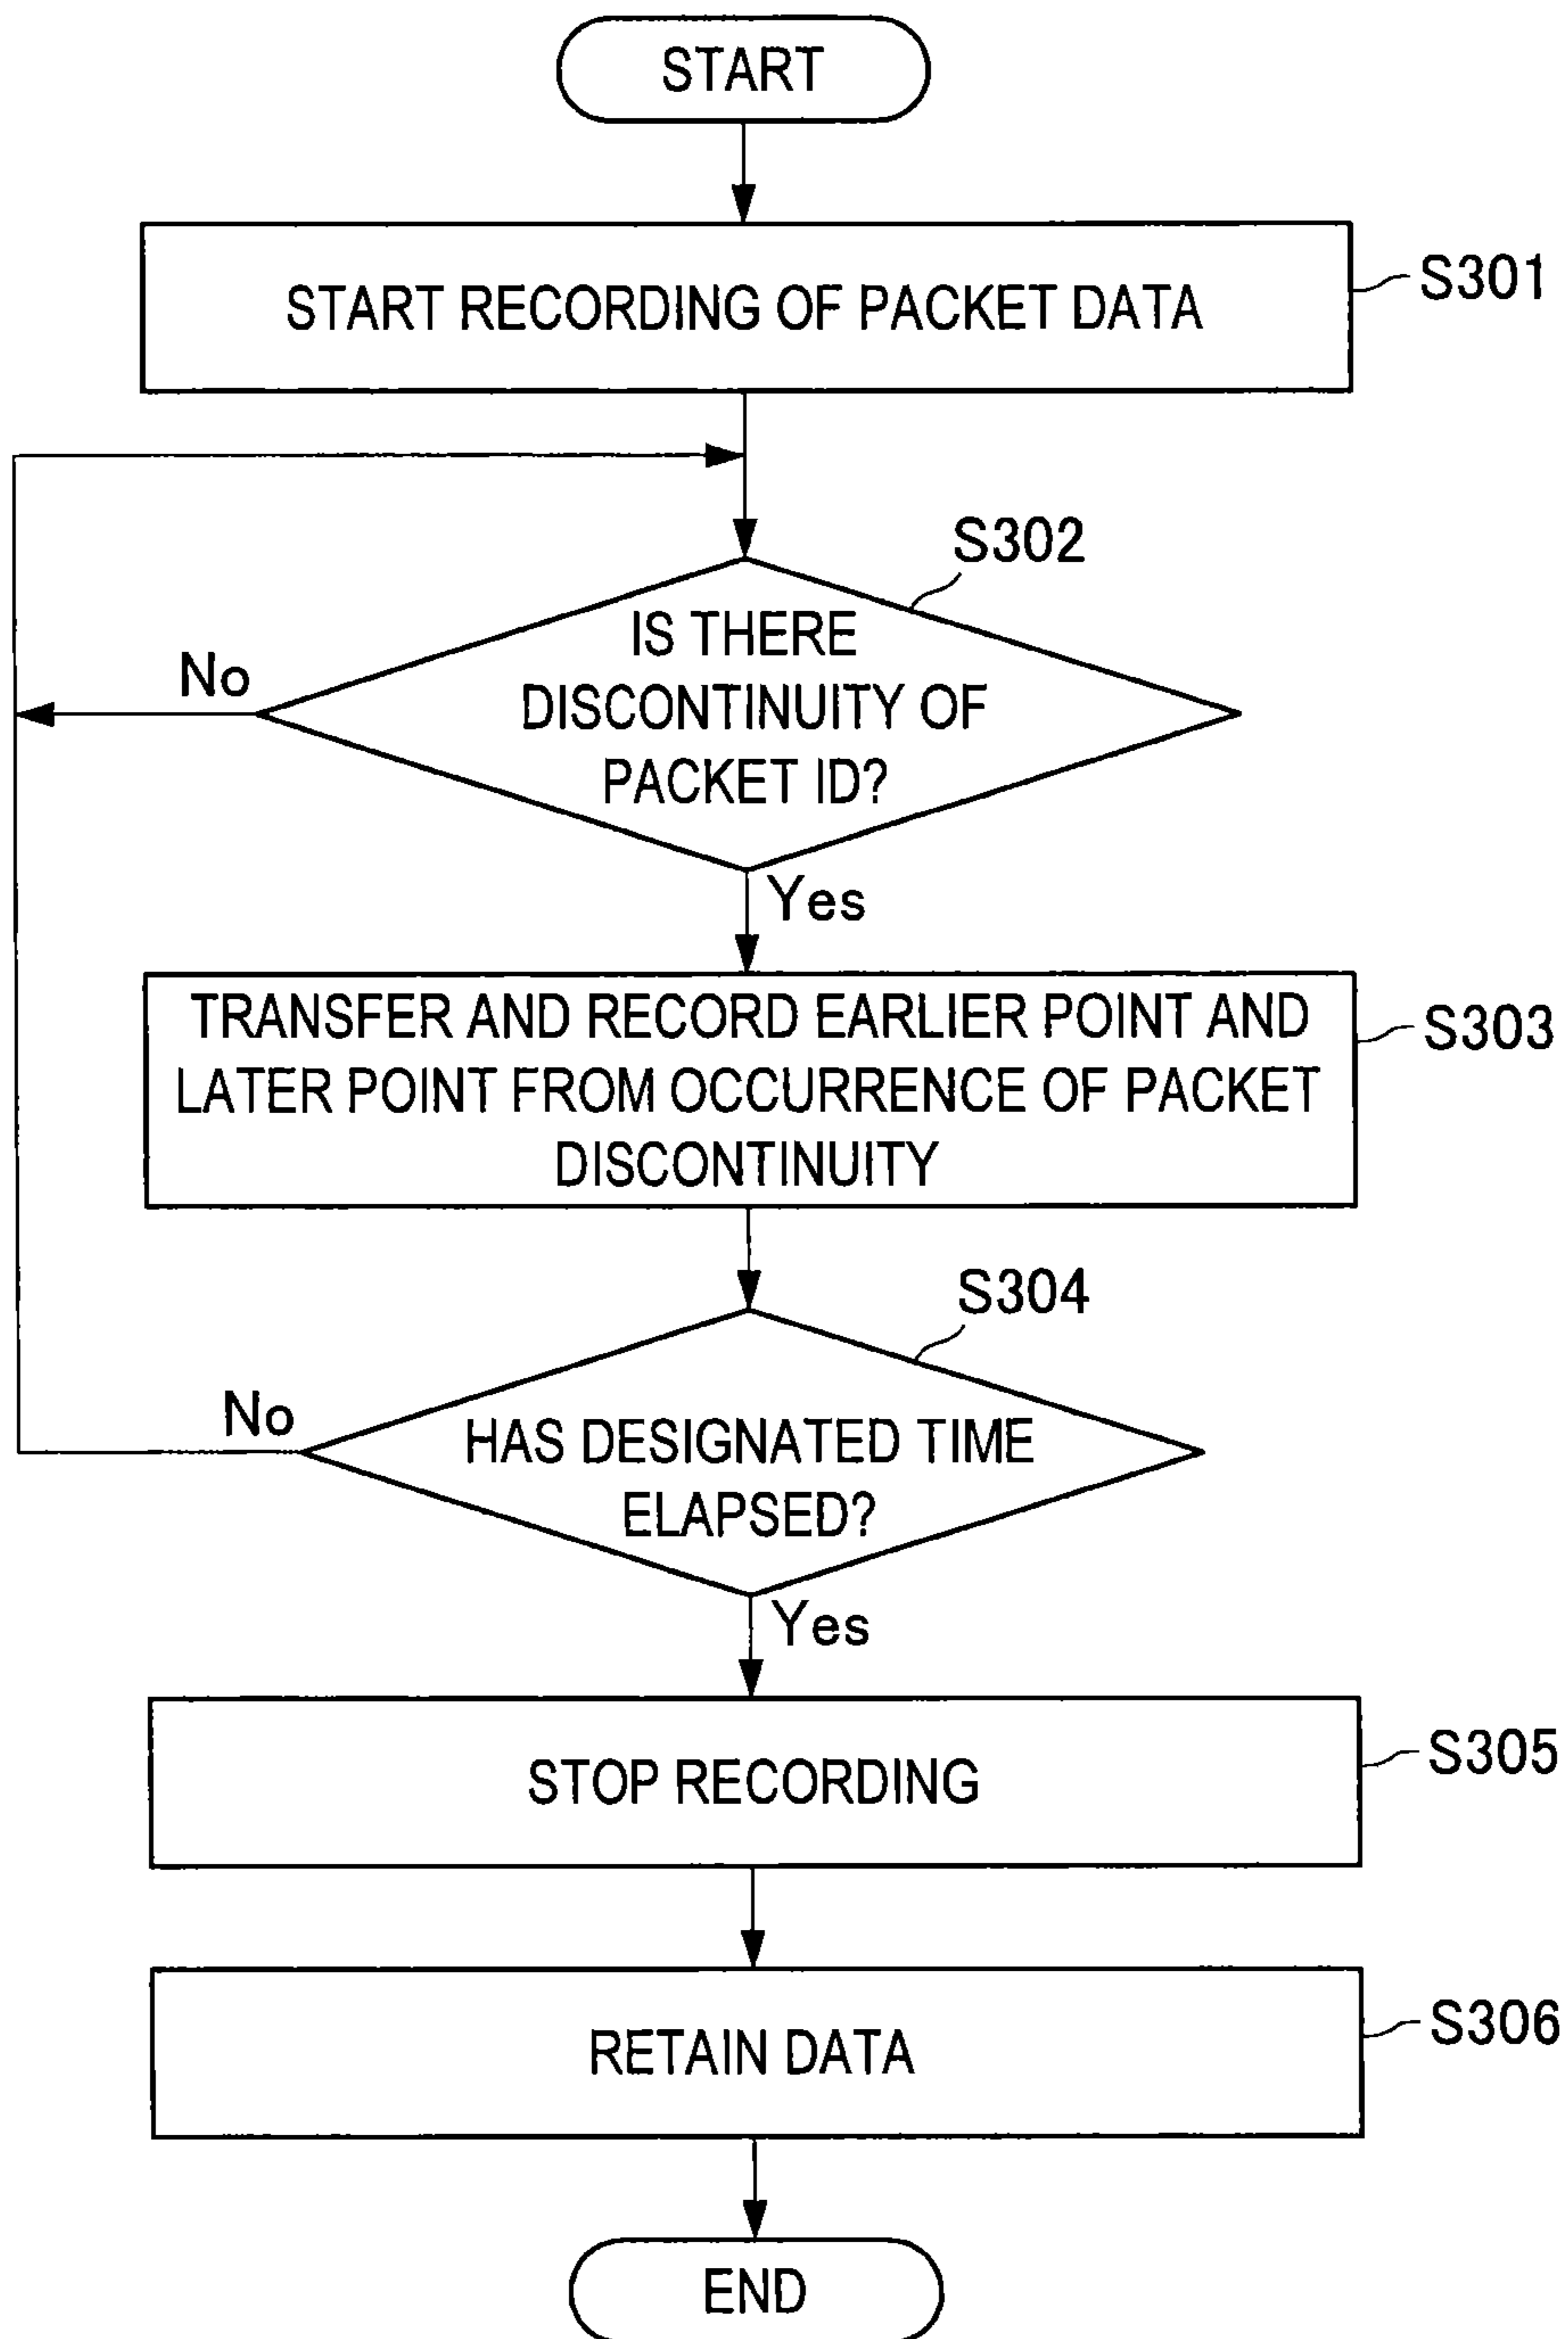 START
START RECORDING OF PACKET DATA
S301
S302
IS THERE
DISCONTINUITY OF
PACKET ID?
No
Yes
TRANSFER AND RECORD EARLIER POINT AND
LATER POINT FROM OCCURRENCE OF PACKET
DISCONTINUITY
S303
S304
HAS DESIGNATED TIME
ELAPSED?
No
Yes
STOP RECORDING
S305
RETAIN DATA
S306
END